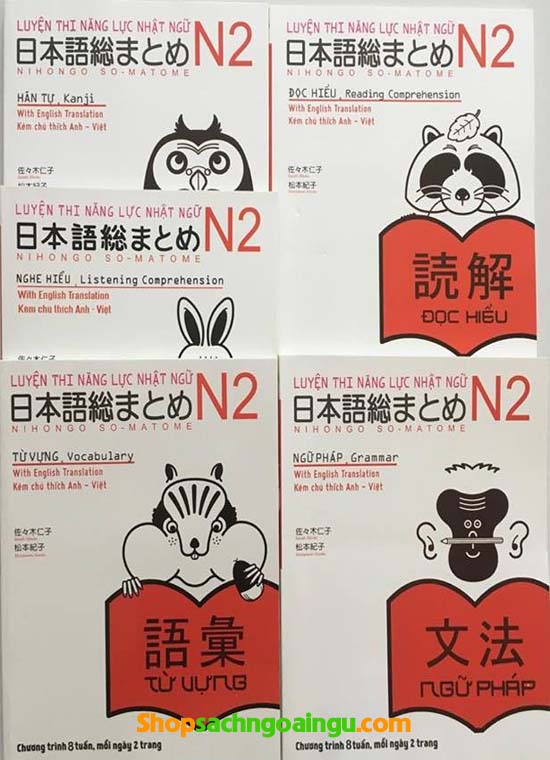 LUYỆN THI NĂNG LỰC NHẬT NGỮ
日本語総まとめ N2
NIHONGO SO-MATOME
HÁN TỰ, Kanji
With English Translation
Kèm chú thích Anh - Việt
佐々木仁子
松本紀子
LUYỆN THI NĂNG LỰC NHẬT NGỮ
日本語総まとめ N2
NIHONGO SO-MATOME
ĐỌC HIỂU, Reading Comprehension
With English Translation
Kèm chú thích Anh - Việt
佐々木仁子
松本紀子
読解
ĐỌC HIỂU
LUYỆN THI NĂNG LỰC NHẬT NGỮ
日本語総まとめ N2
NIHONGO SO-MATOME
NGHE HIỂU, Listening Comprehension
With English Translation
Kèm chú thích Anh - Việt
佐々木仁子
LUYỆN THI NĂNG LỰC NHẬT NGỮ
日本語総まとめ N2
NIHONGO SO-MATOME
TỪ VỰNG, Vocabulary
With English Translation
Kèm chú thích Anh - Việt
佐々木仁子
松本紀子
語彙
TỪ VỰNG
Chương trình 8 tuần, mỗi ngày 2 trang
LUYỆN THI NĂNG LỰC NHẬT NGỮ
日本語総まとめ N2
NIHONGO SO-MATOME
NGỮ PHÁP, Grammar
With English Translation
Kèm chú thích Anh - Việt
佐々木仁子
松本紀子
文法
NGỮ PHÁP
Chương trình 8 tuần, mỗi ngày 2 trang
Shopsachngoaingu.com